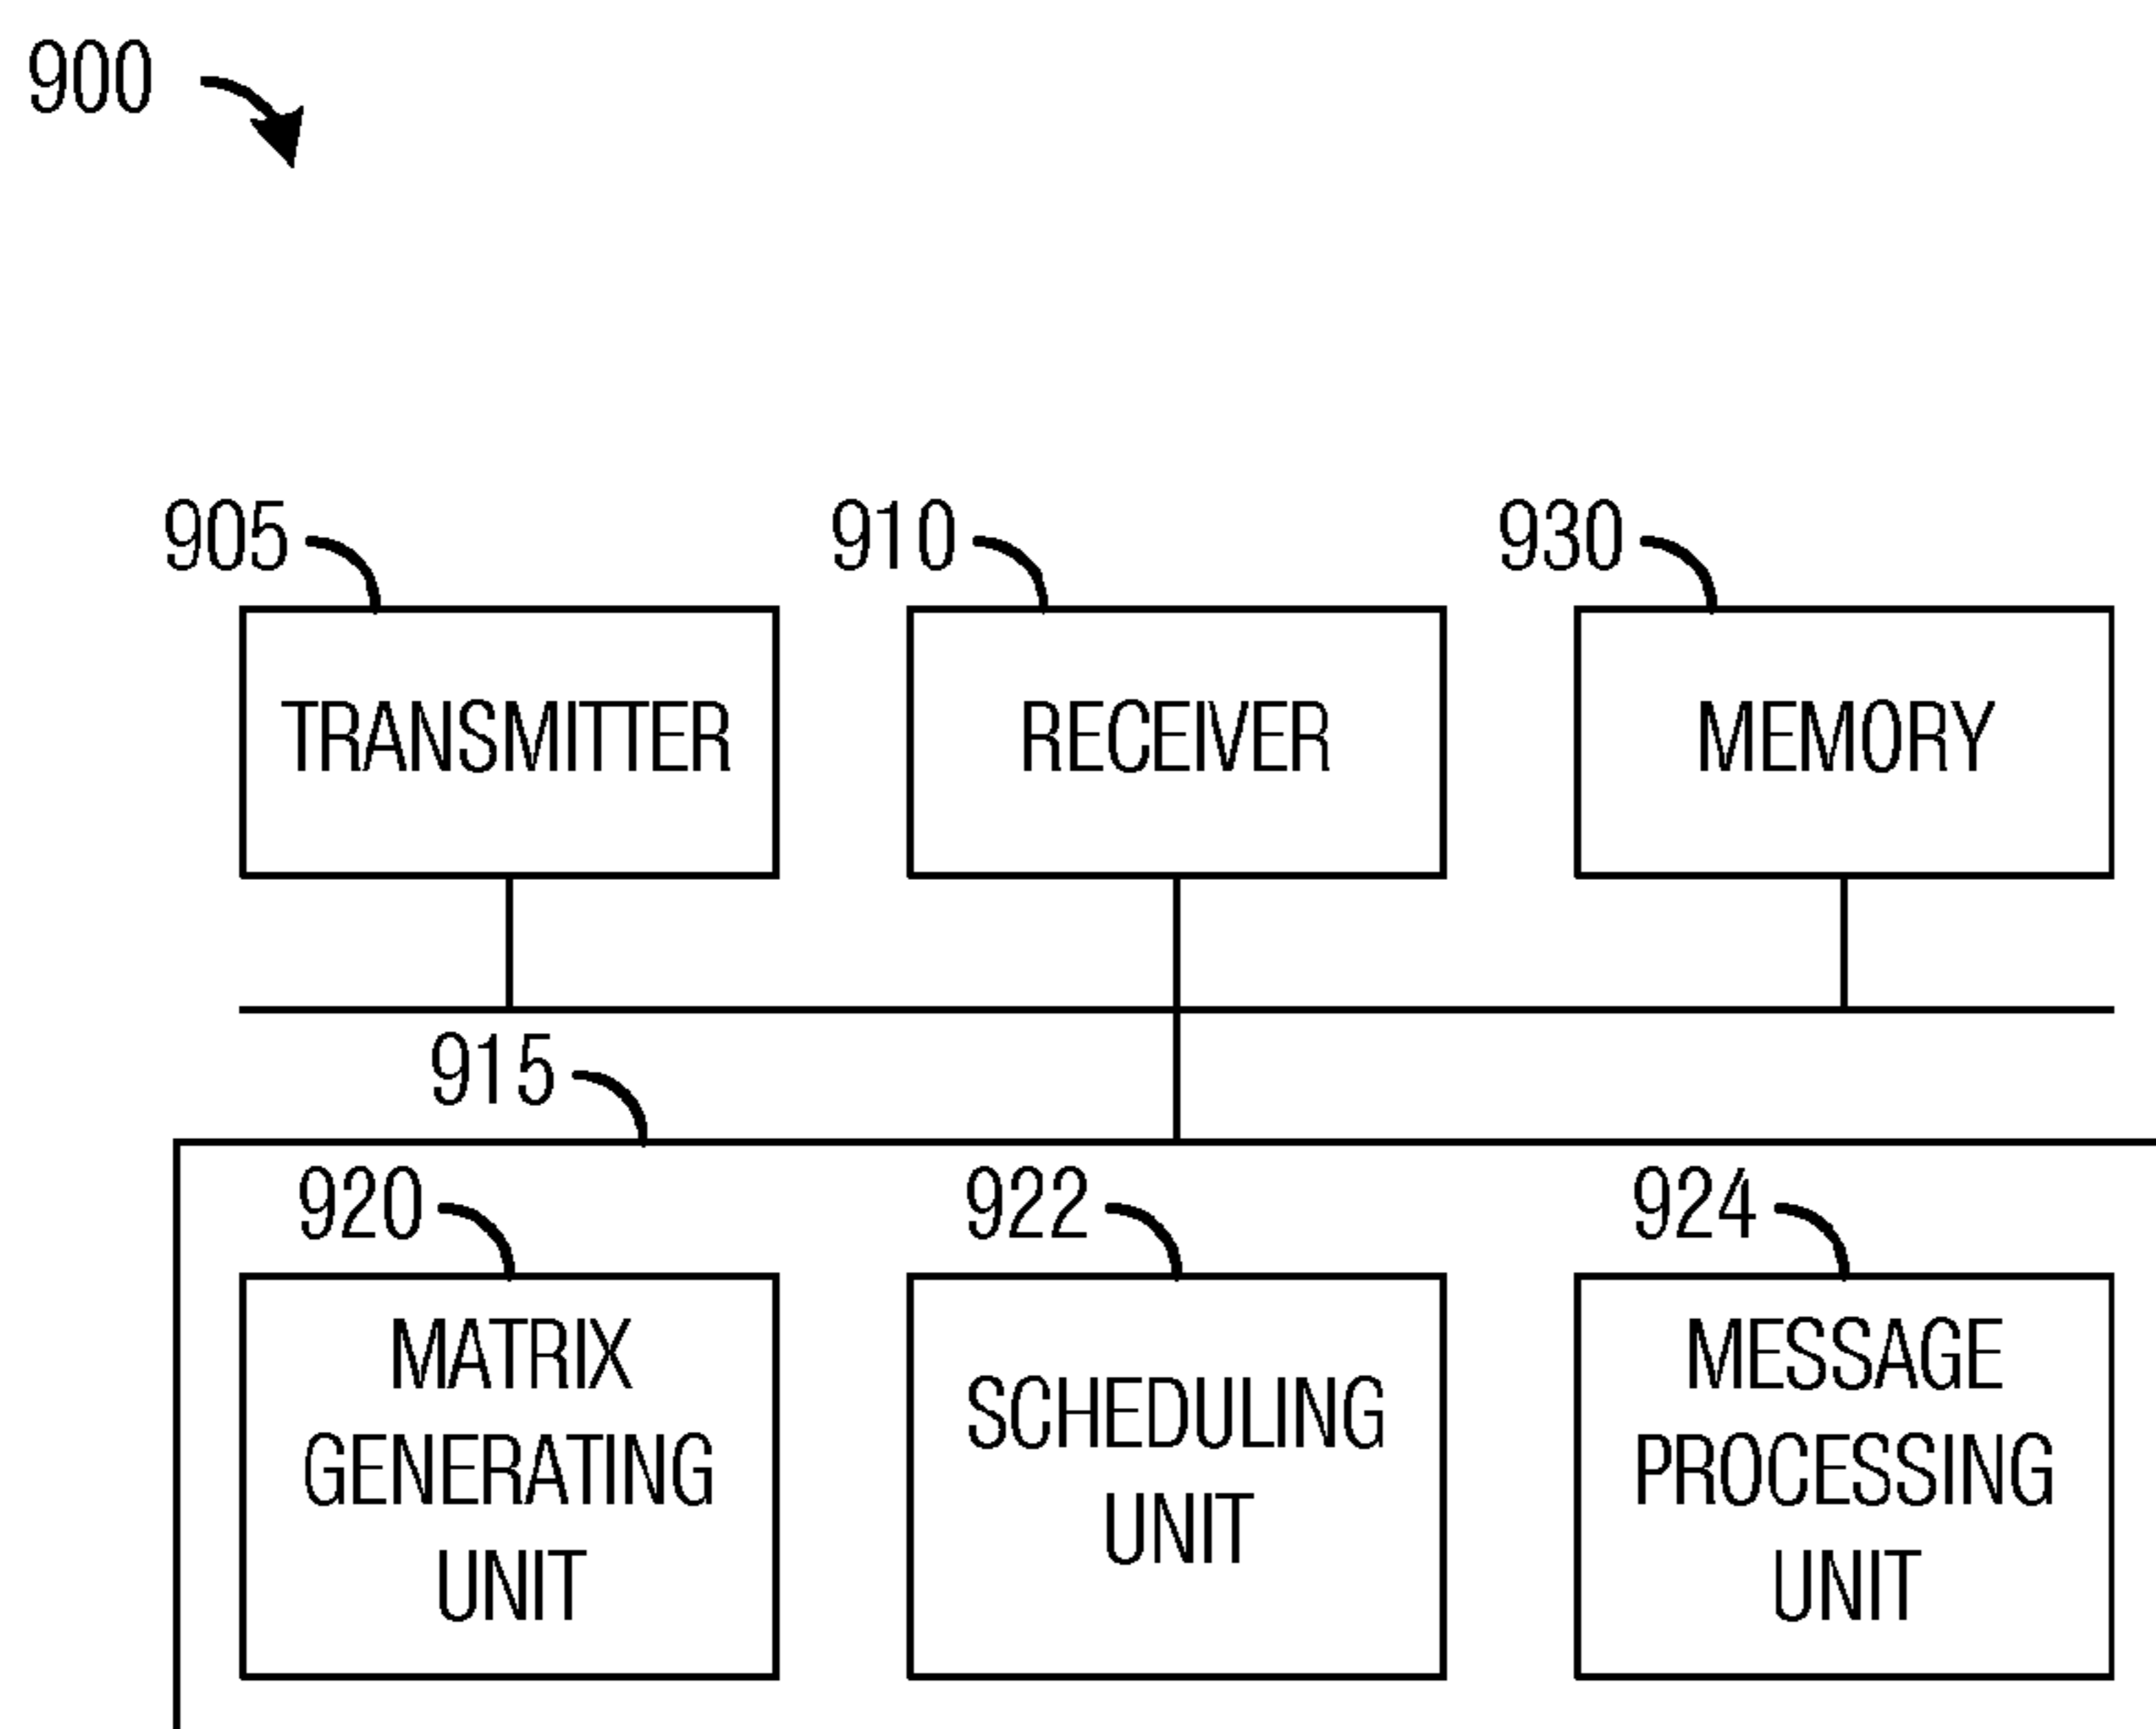 900
905
910
930
TRANSMITTER
RECEIVER
MEMORY
915
920
922
924
MATRIX
GENERATING
UNIT
SCHEDULING
UNIT
MESSAGE
PROCESSING
UNIT